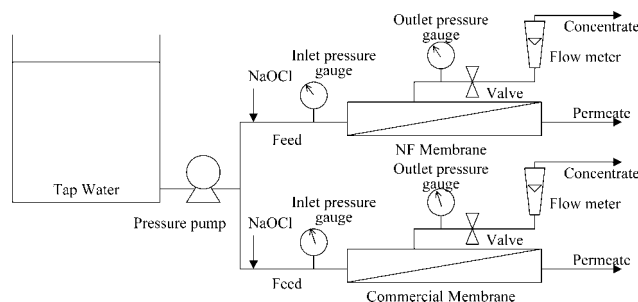 Outlet pressure
gauge
Concentrate
Inlet pressure
gauge
NaOCl
Flow meter
Valve
Permeate
Feed
NF Membrane
Tap Water
Pressure pump
Outlet pressure
gauge
Concentrate
Inlet pressure
gauge
NaOCl
Flow meter
Valve
Permeate
Feed
Commercial Membrane